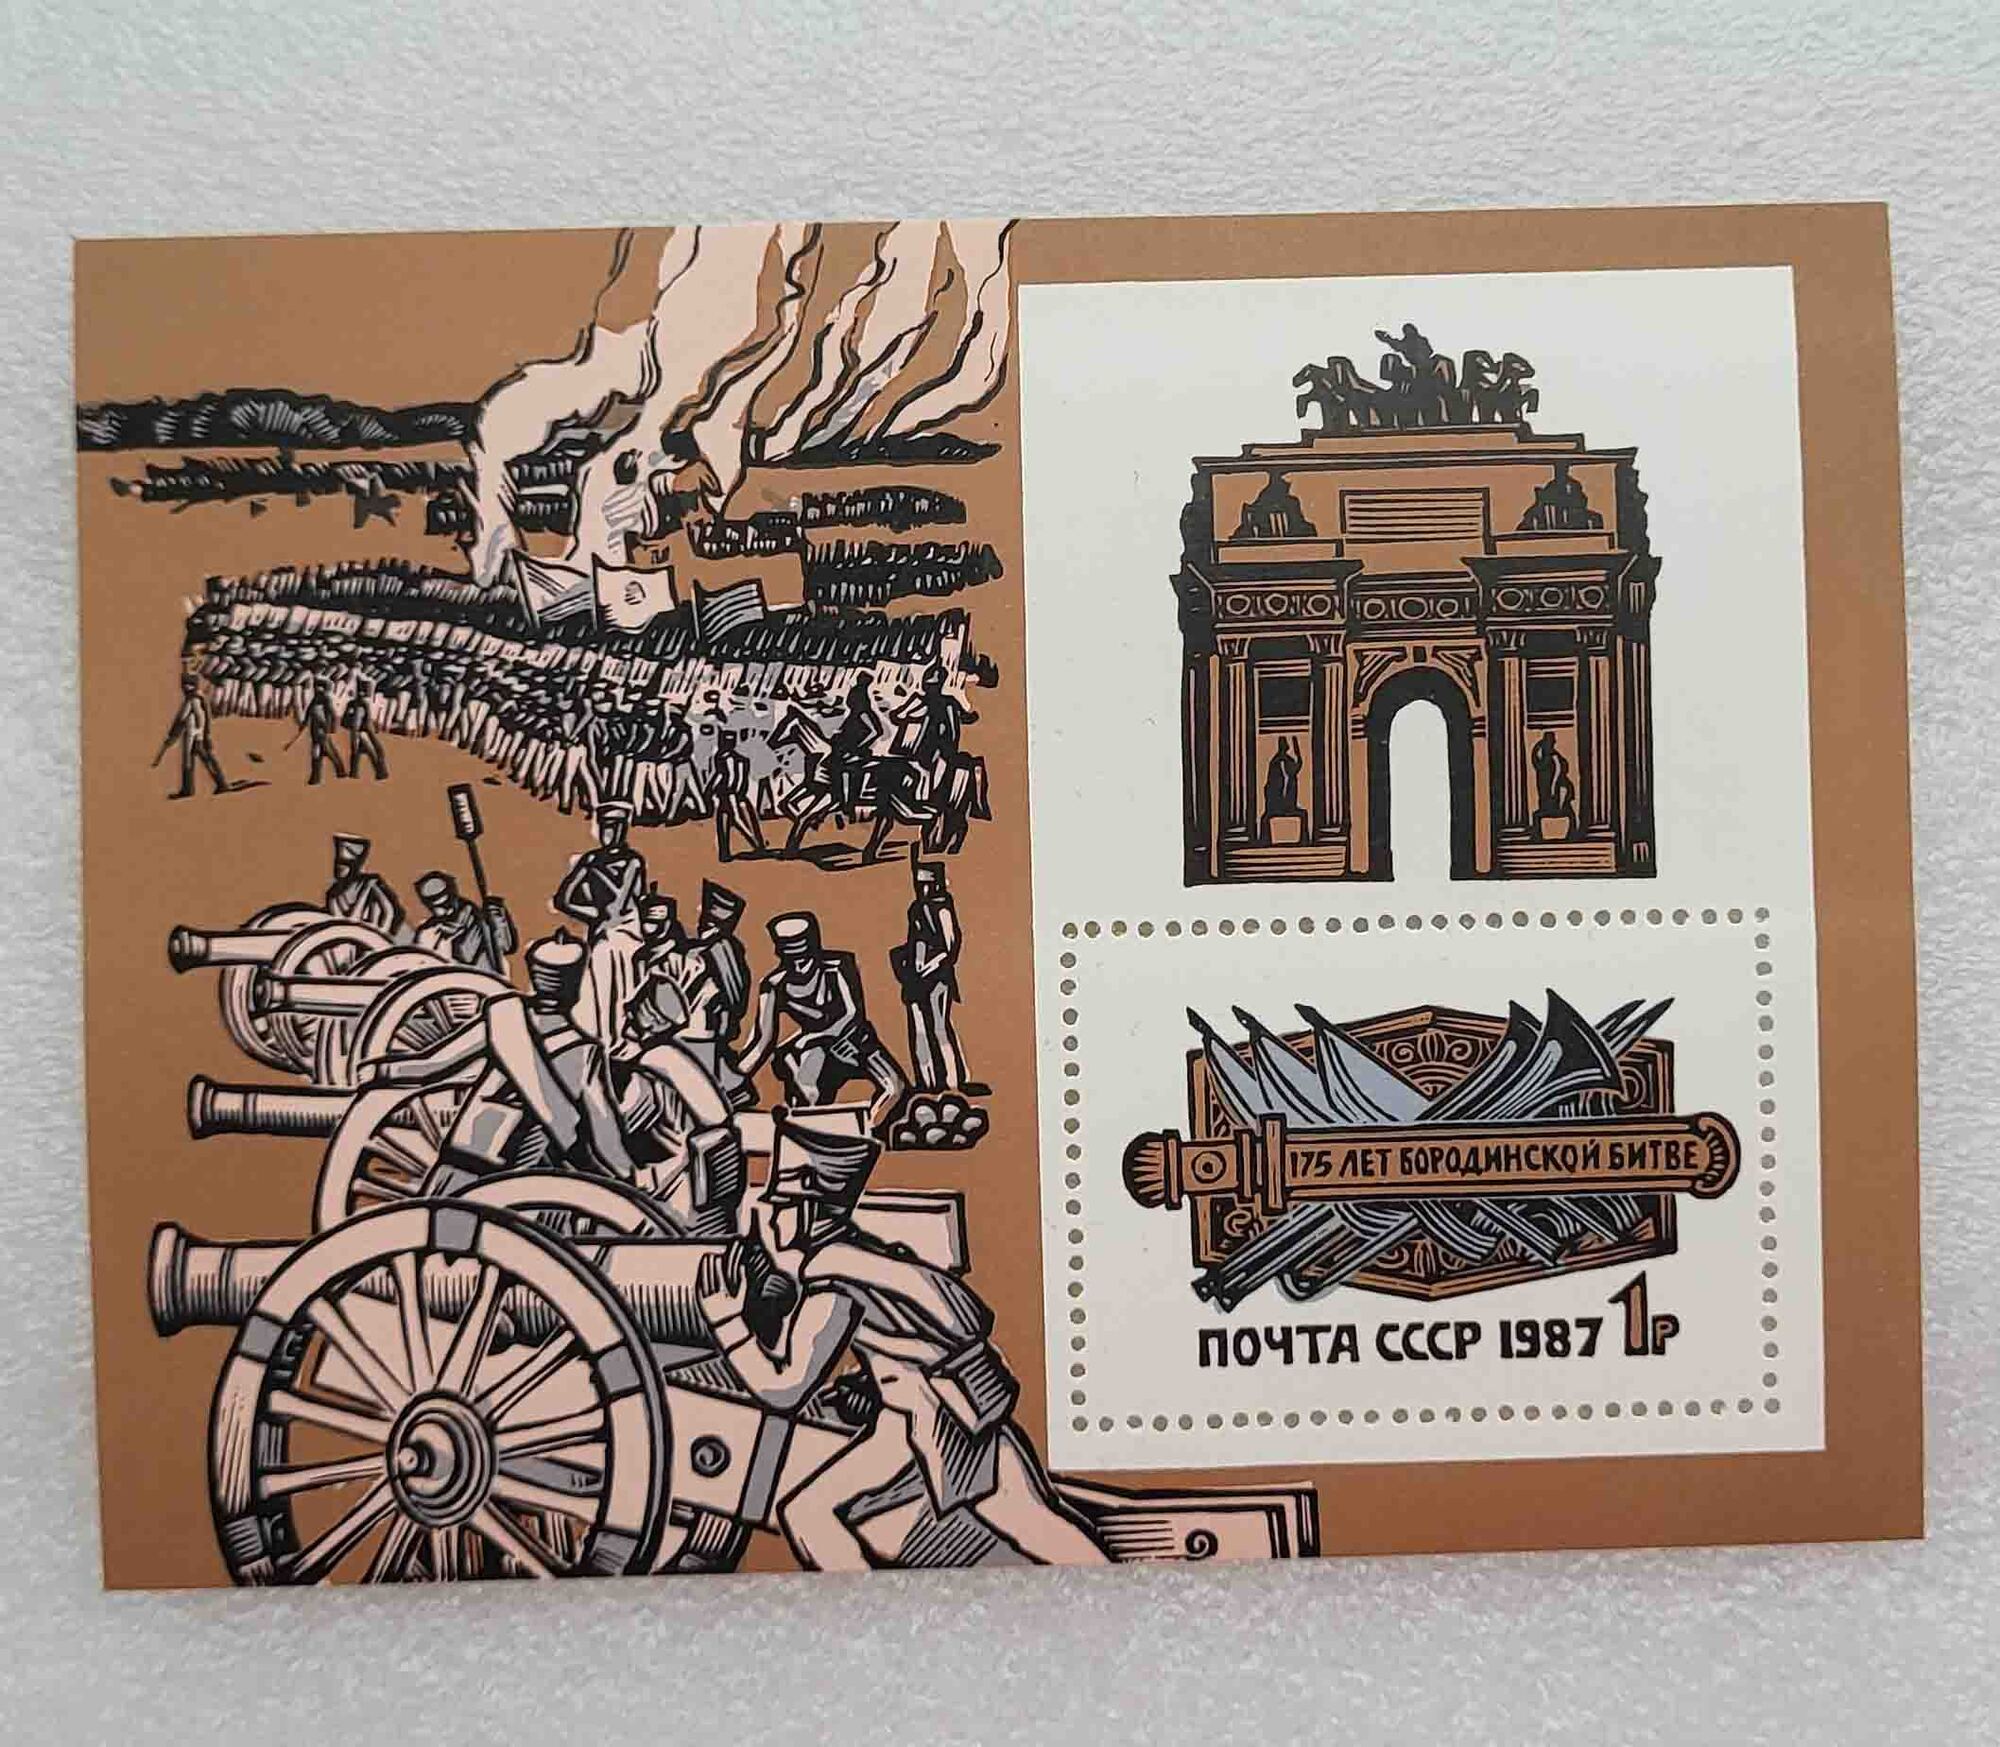 175 ЛЕТ БОРОДИНСКОЙ БИТВЕ
ПОЧТА СССР 1987 1р